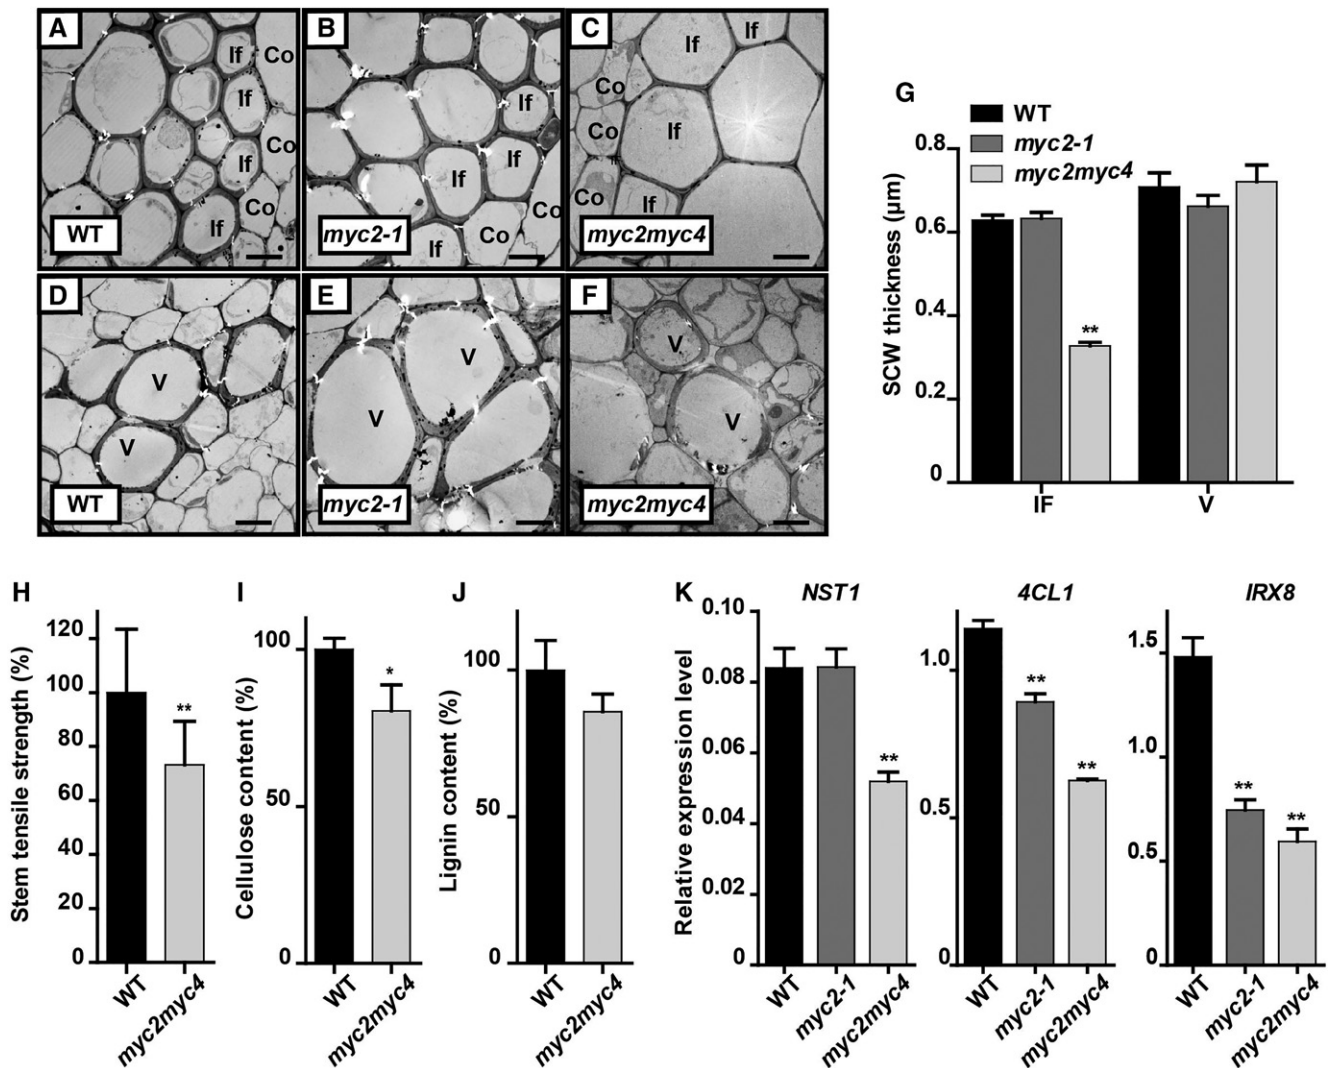 A
If
Co
If
Co
If
Co
If
WT
B
If
If
If
Co
Co
If
myc2-1
C
If
If
Co
If
Co
Co
If
myc2myc4
D
V
V
WT
E
V
V
myc2-1
F
V
V
myc2myc4
G
WT
myc2-1
myc2myc4
SCW thickness (µm)
0.8
0.6
0.4
0.2
0
**
IF
V
H
Stem tensile strength (%)
120
100
80
60
40
20
0
**
WT
myc2myc4
I
Cellulose content (%)
100
50
0
*
WT
myc2myc4
J
Lignin content (%)
100
50
0
WT
myc2myc4
K
Relative expression level
NST1
0.10
0.08
0.06
0.04
0.02
0
**
WT
myc2-1
myc2myc4
4CL1
1.0
0.5
0
**
**
WT
myc2-1
myc2myc4
IRX8
1.5
1.0
0.5
0
**
**
WT
myc2-1
myc2myc4